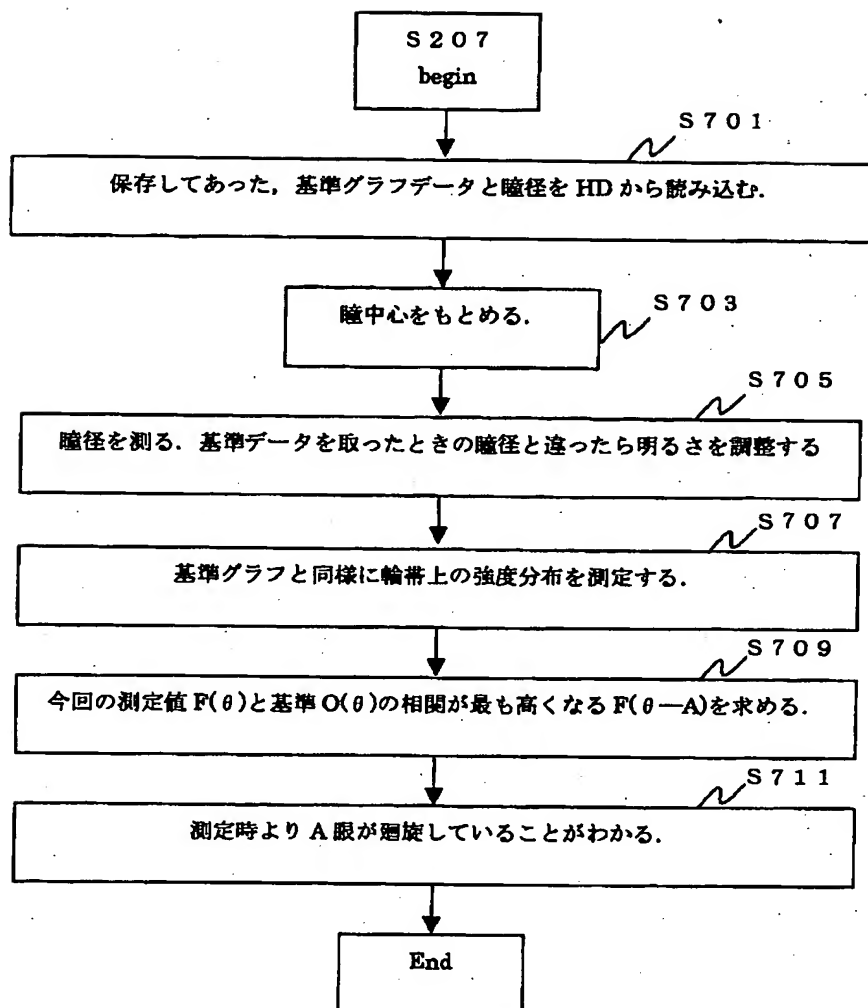 S207
begin
S701
保存してあった，基準グラフデータと瞳径を HD から読み込む．
S703
瞳中心をもとめる．
S705
瞳径を測る．基準データを取ったときの瞳径と違ったら明るさを調整する
S707
基準グラフと同様に輪帯上の強度分布を測定する．
S709
今回の測定値 F(θ)と基準 O(θ)の相関が最も高くなる F(θ—A)を求める．
S711
測定時より A 眼が廻旋していることがわかる．
End